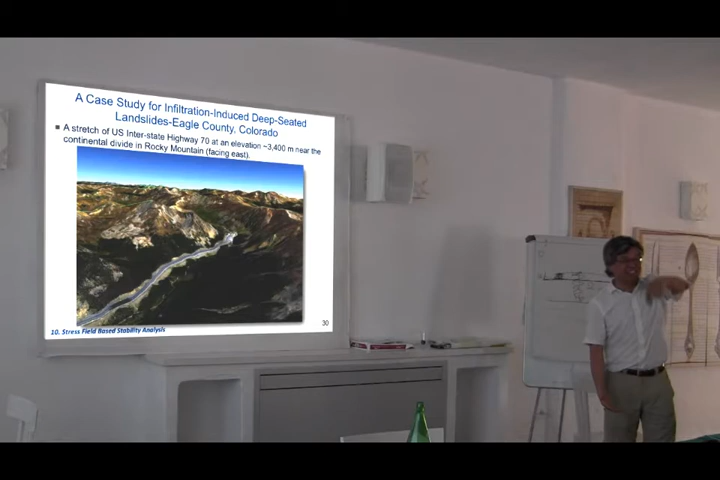 A Case Study for Infiltration-Induced Deep-Seated
Landslides-Eagle County, Colorado
■ A stretch of US Inter-state Highway 70 at an elevation ~3,400 m near the
continental divide in Rocky Mountain (facing east).
10. Stress Field Based Stability Analysis
30